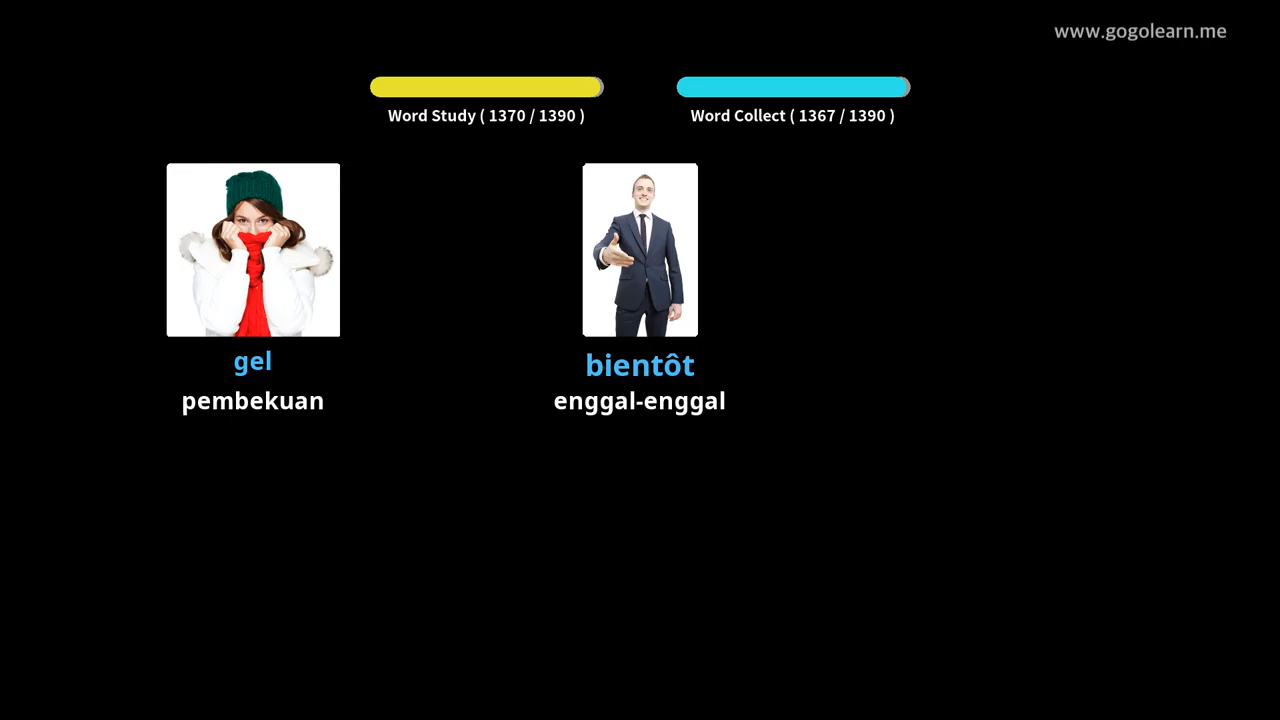 www.gogolearn.me
Word Study ( 1370 / 1390 )
Word Collect ( 1367 / 1390 )
gel
pembekuan
bientôt
enggal-enggal